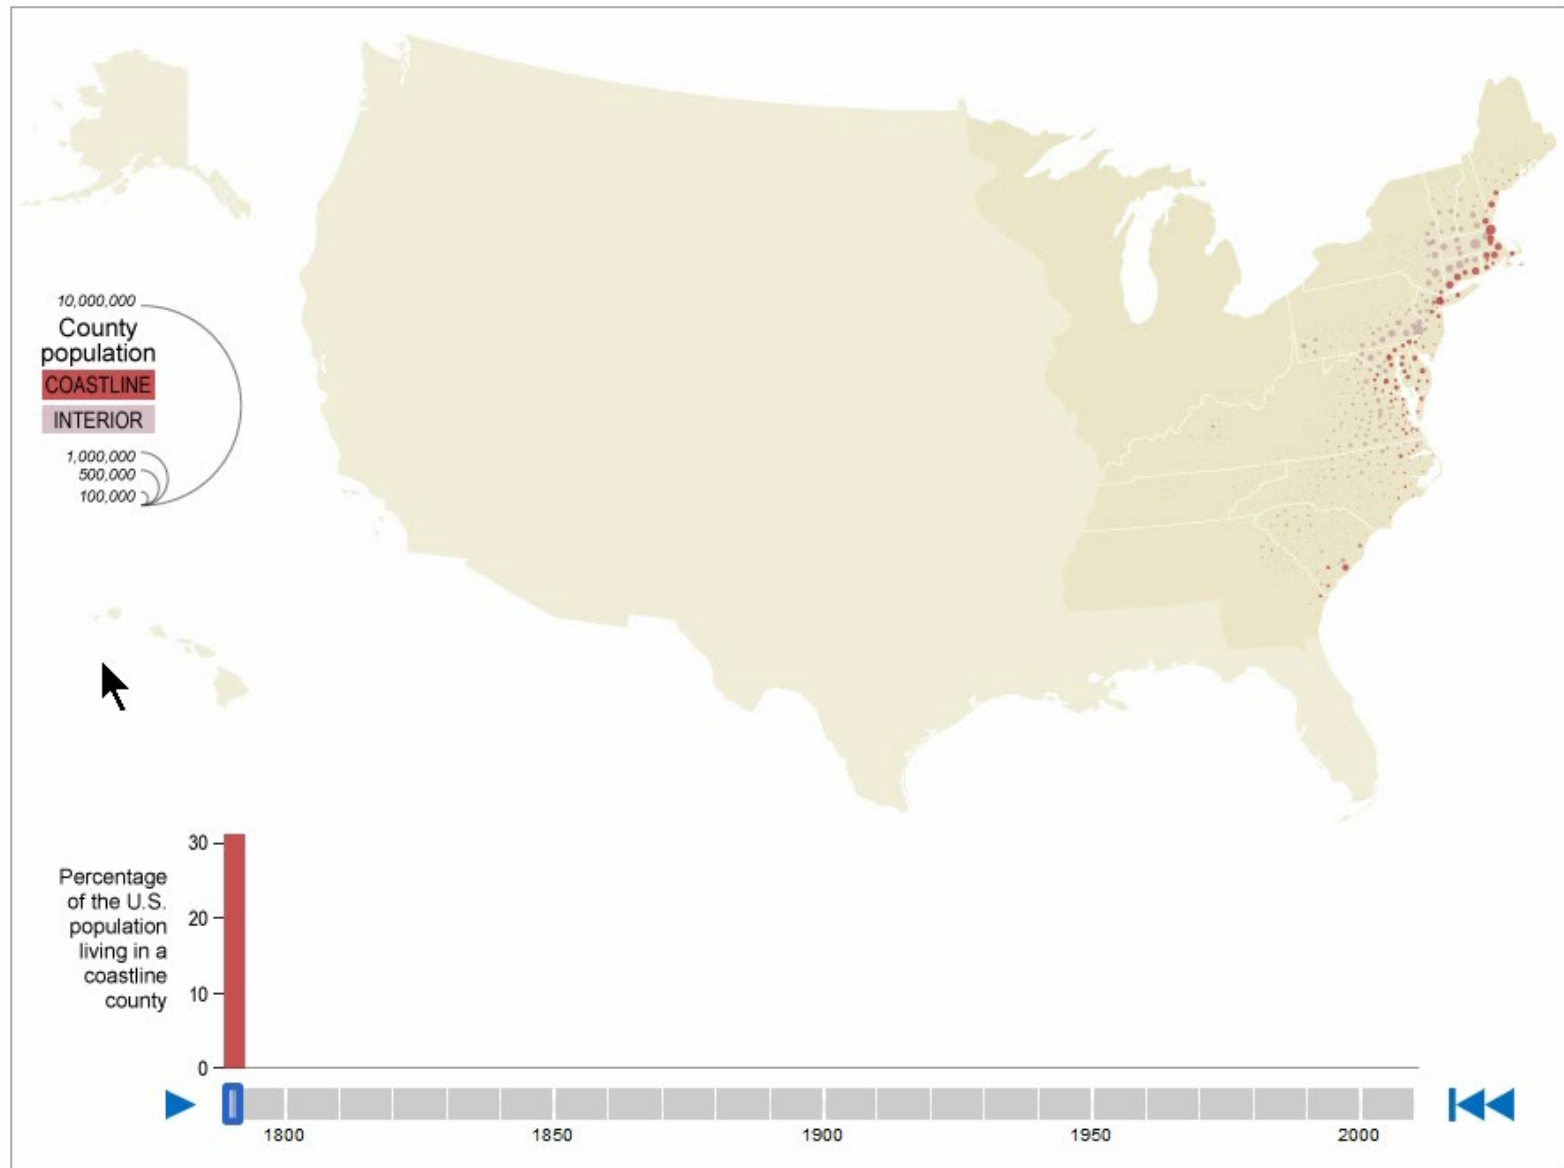 10,000,000
County
population
COASTLINE
INTERIOR
1,000,000
500,000
100,000
30
20
10
0
Percentage
of the U.S.
population
living in a
coastline
county
1800
1850
1900
1950
2000